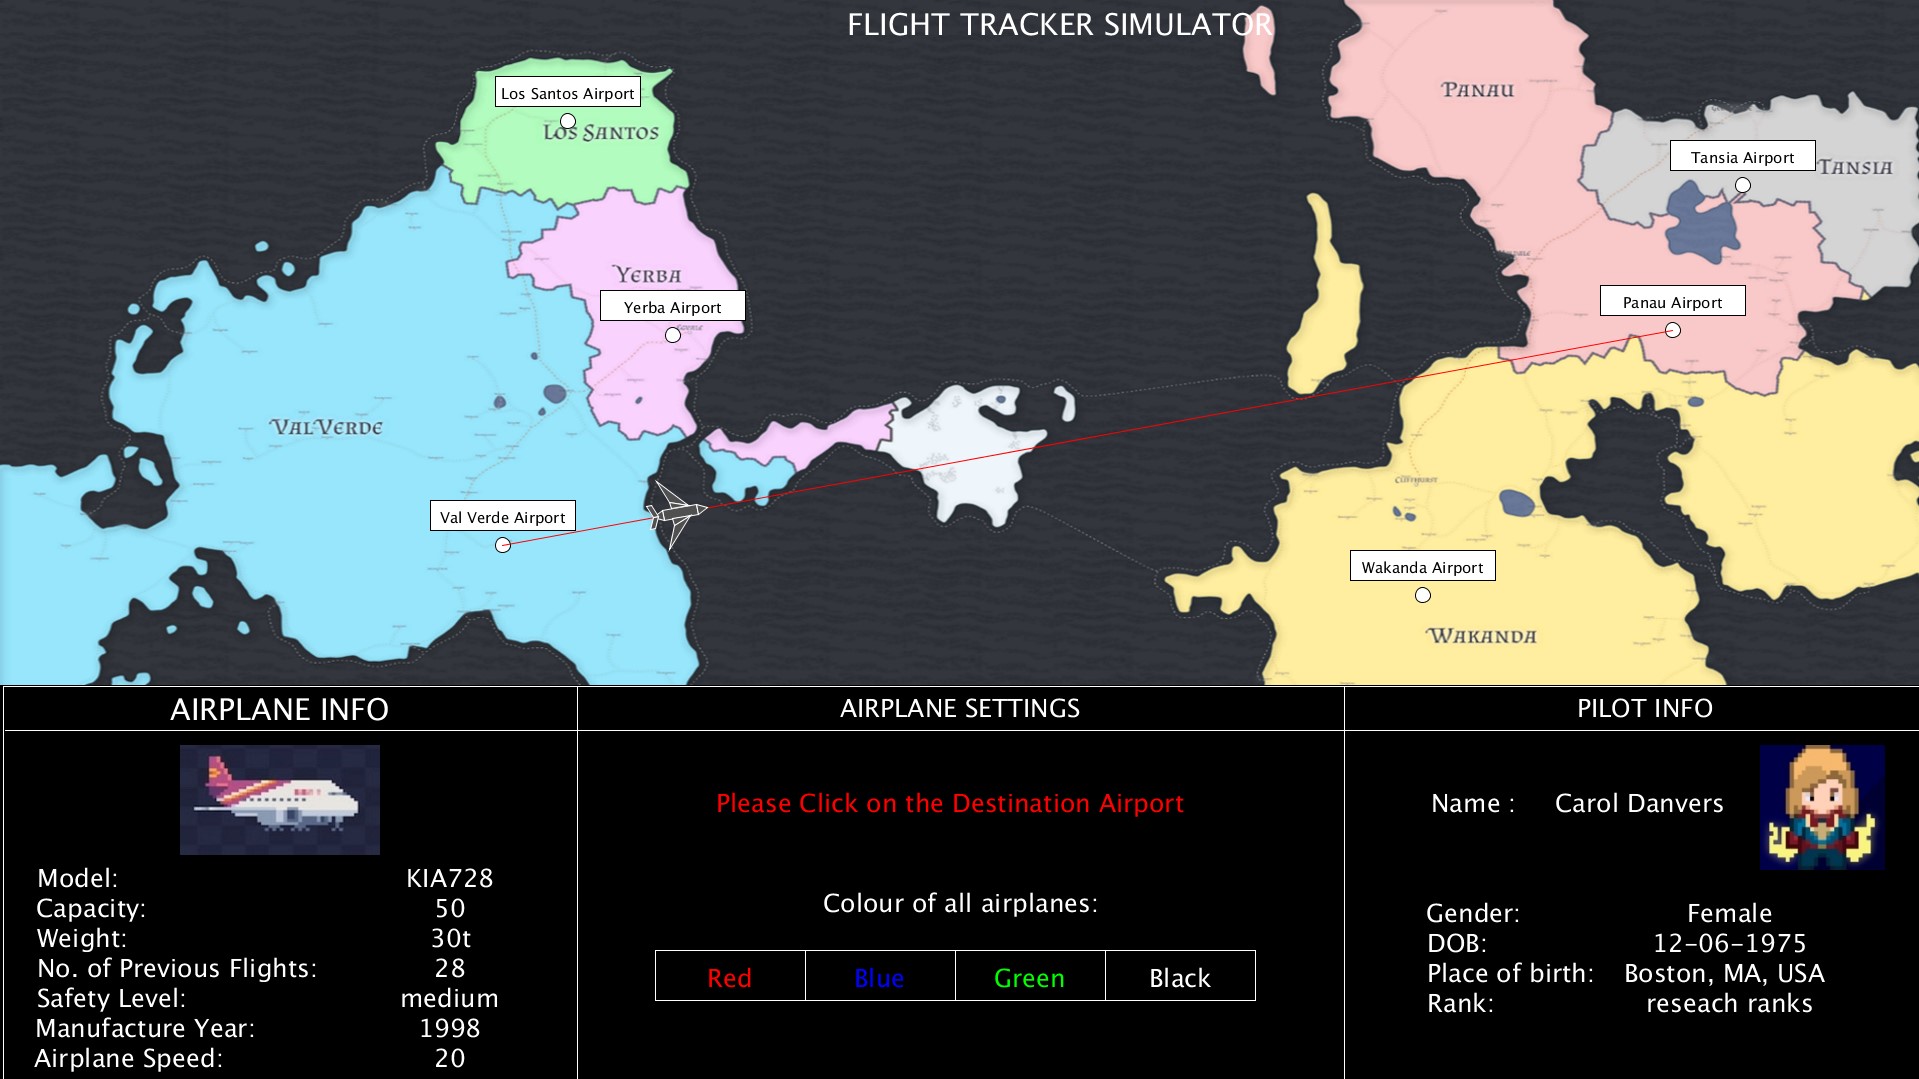 FLIGHT TRACKER SIMULATOR
PANAU
Los Santos Airport
LOS SANTOS
Tansia Airport
TANSIA
YERBA
Yerba Airport
Panau Airport
VAL VERDE
CLIFFHURST
Val Verde Airport
Wakanda Airport
WAKANDA
AIRPLANE INFO
Model: KIA728
Capacity: 50
Weight: 30t
No. of Previous Flights: 28
Safety Level: medium
Manufacture Year: 1998
Airplane Speed: 20
AIRPLANE SETTINGS
Please Click on the Destination Airport
Colour of all airplanes:
Red Blue Green Black
PILOT INFO
Name : Carol Danvers
Gender: Female
DOB: 12-06-1975
Place of birth: Boston, MA, USA
Rank: reseach ranks